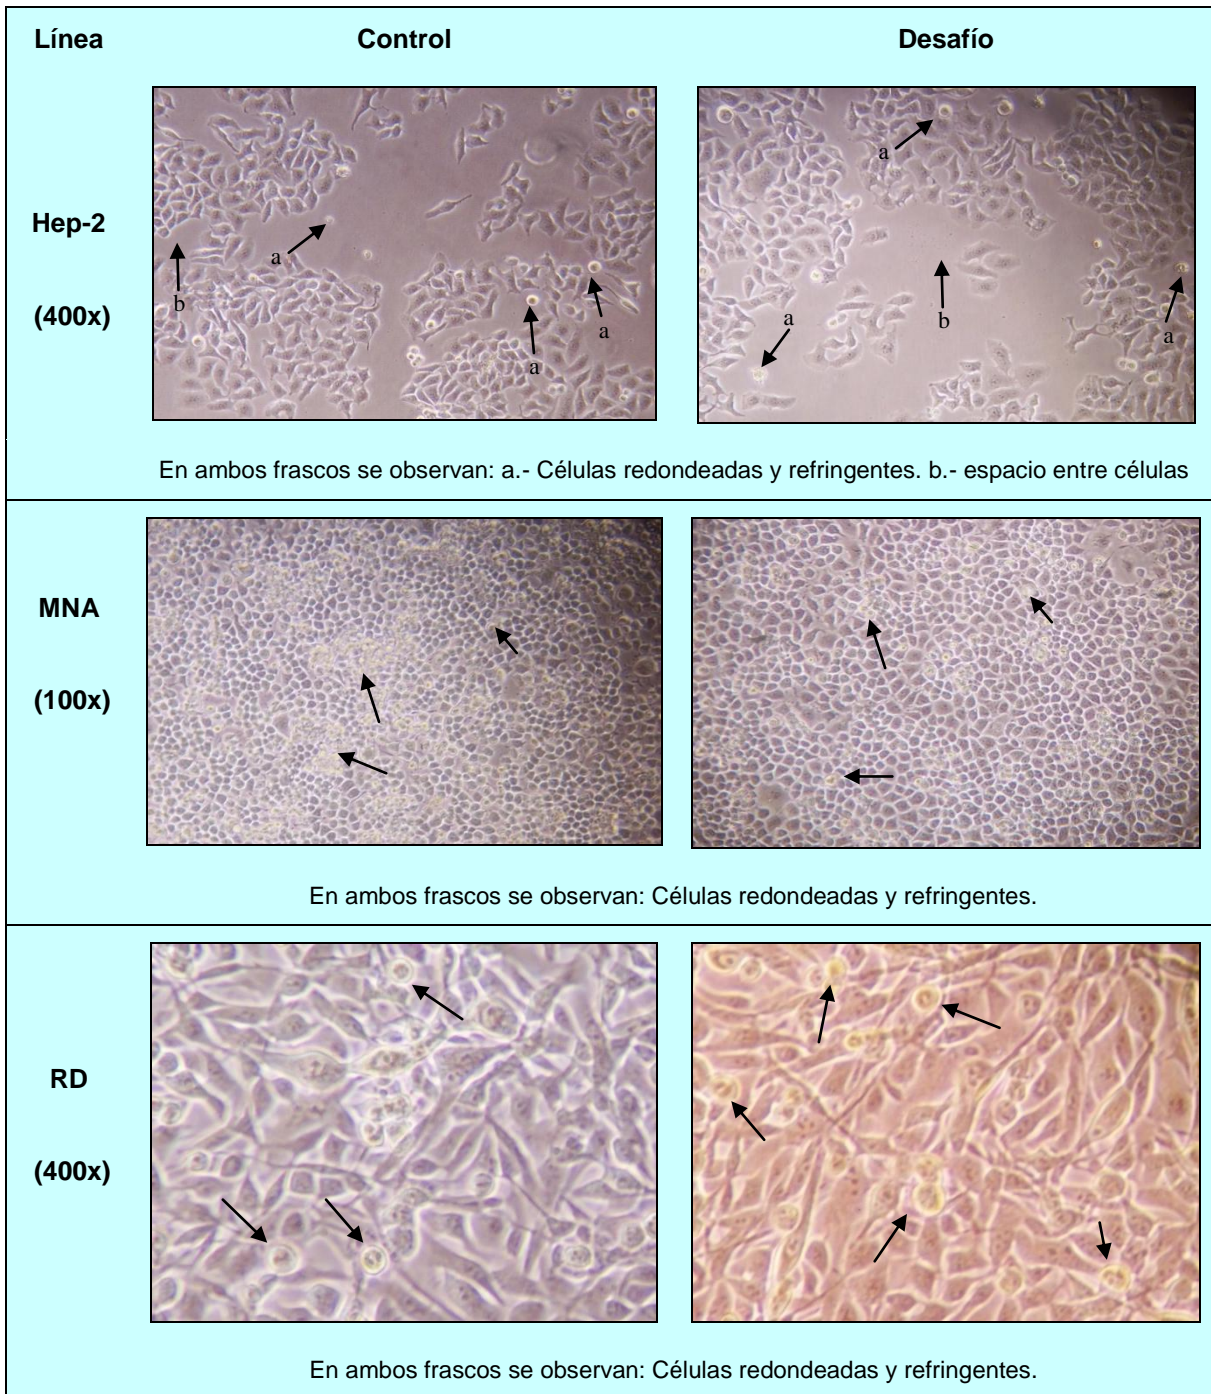 Línea Control Desafío
Hep-2
(400x)
a
b
a
a
a
a
b
a
a
En ambos frascos se observan: a.- Células redondeadas y refringentes. b.- espacio entre células
MNA
(100x)
En ambos frascos se observan: Células redondeadas y refringentes.
RD
(400x)
En ambos frascos se observan: Células redondeadas y refringentes.